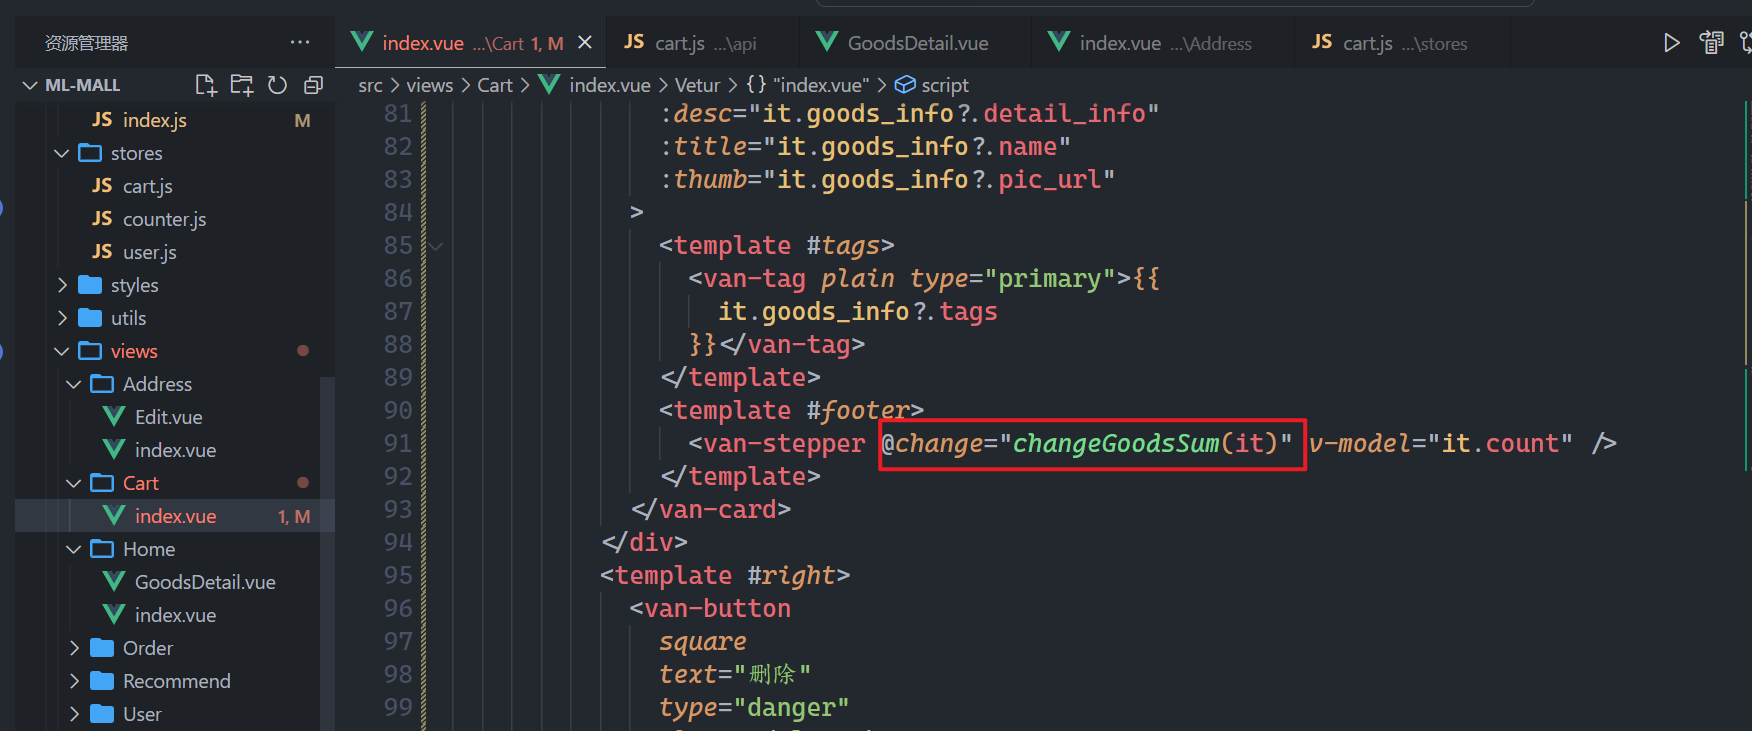 资源管理器 ···
index.vue ...\Cart 1, M
JS cart.js ...\api
GoodsDetail.vue
index.vue ...\Address
JS cart.js ...\stores
ML-MALL
src > views > Cart > index.vue > Vetur > {} "index.vue" > script
JS index.js M
stores
JS cart.js
JS counter.js
JS user.js
styles
utils
views
Address
Edit.vue
index.vue
Cart
index.vue 1, M
Home
GoodsDetail.vue
index.vue
Order
Recommend
User
81 :desc="it.goods_info?.detail_info"
82 :title="it.goods_info?.name"
83 :thumb="it.goods_info?.pic_url"
84 >
85 <template #tags>
86 <van-tag plain type="primary">{{
87 it.goods_info?.tags
88 }}</van-tag>
89 </template>
90 <template #footer>
91 <van-stepper @change="changeGoodsSum(it)" v-model="it.count" />
92 </template>
93 </van-card>
94 </div>
95 <template #right>
96 <van-button
97 square
98 text="删除"
99 type="danger"